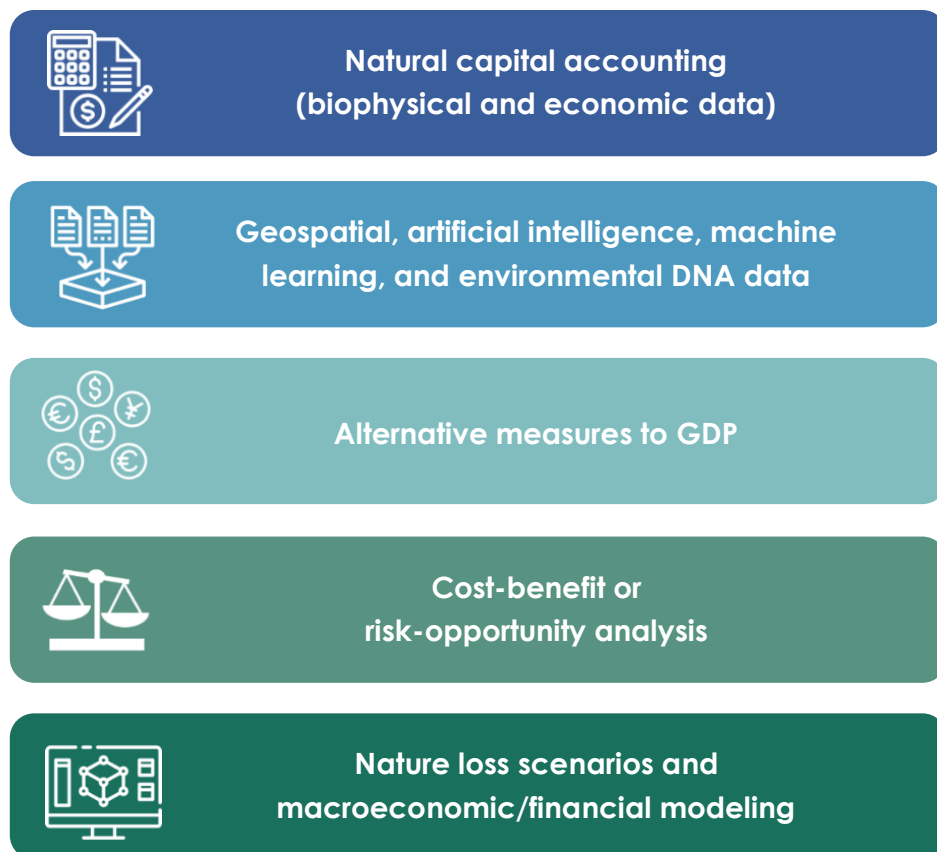 Natural capital accounting
(biophysical and economic data)
Geospatial, artificial intelligence, machine
learning, and environmental DNA data
Alternative measures to GDP
Cost-benefit or
risk-opportunity analysis
Nature loss scenarios and
macroeconomic/financial modeling